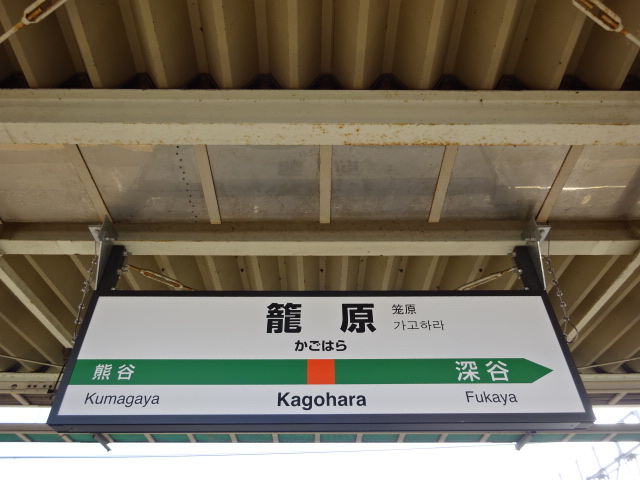 籠原
笼原
가고하라
かごはら
熊谷
深谷
Kumagaya
Kagohara
Fukaya